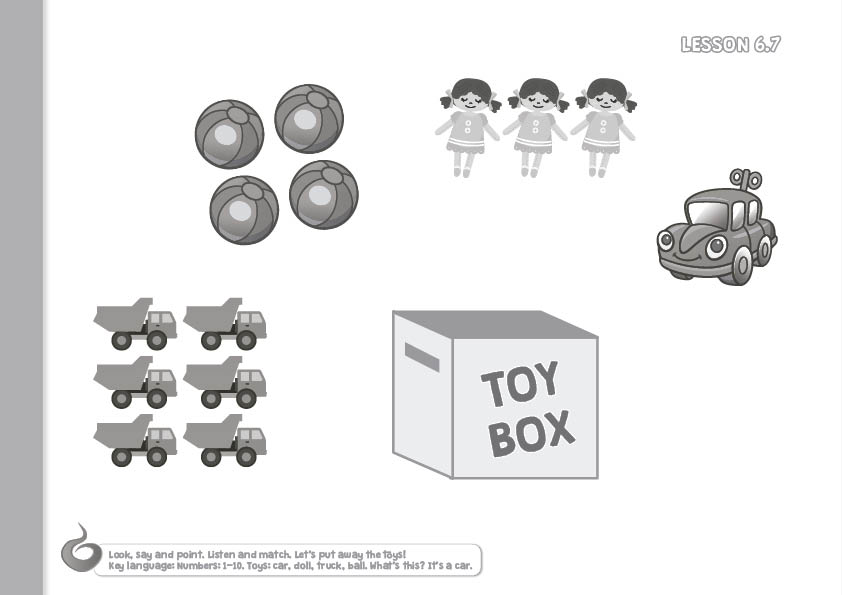 LESSON 6.7
TOY
BOX
Look, say and point. Listen and match. Let's put away the toys!
Key language: Numbers: 1–10. Toys: car, doll, truck, ball. What's this? It's a car.